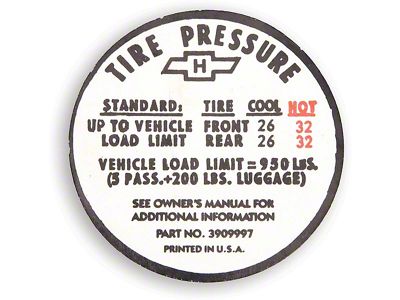 TIRE PRESSURE
H
STANDARD: TIRE COOL HOT
UP TO VEHICLE FRONT 26 32
LOAD LIMIT REAR 26 32
VEHICLE LOAD LIMIT = 950 LBS.
(5 PASS.+200 LBS. LUGGAGE)
SEE OWNER'S MANUAL FOR
ADDITIONAL INFORMATION
PART NO. 3909997
PRINTED IN U.S.A.